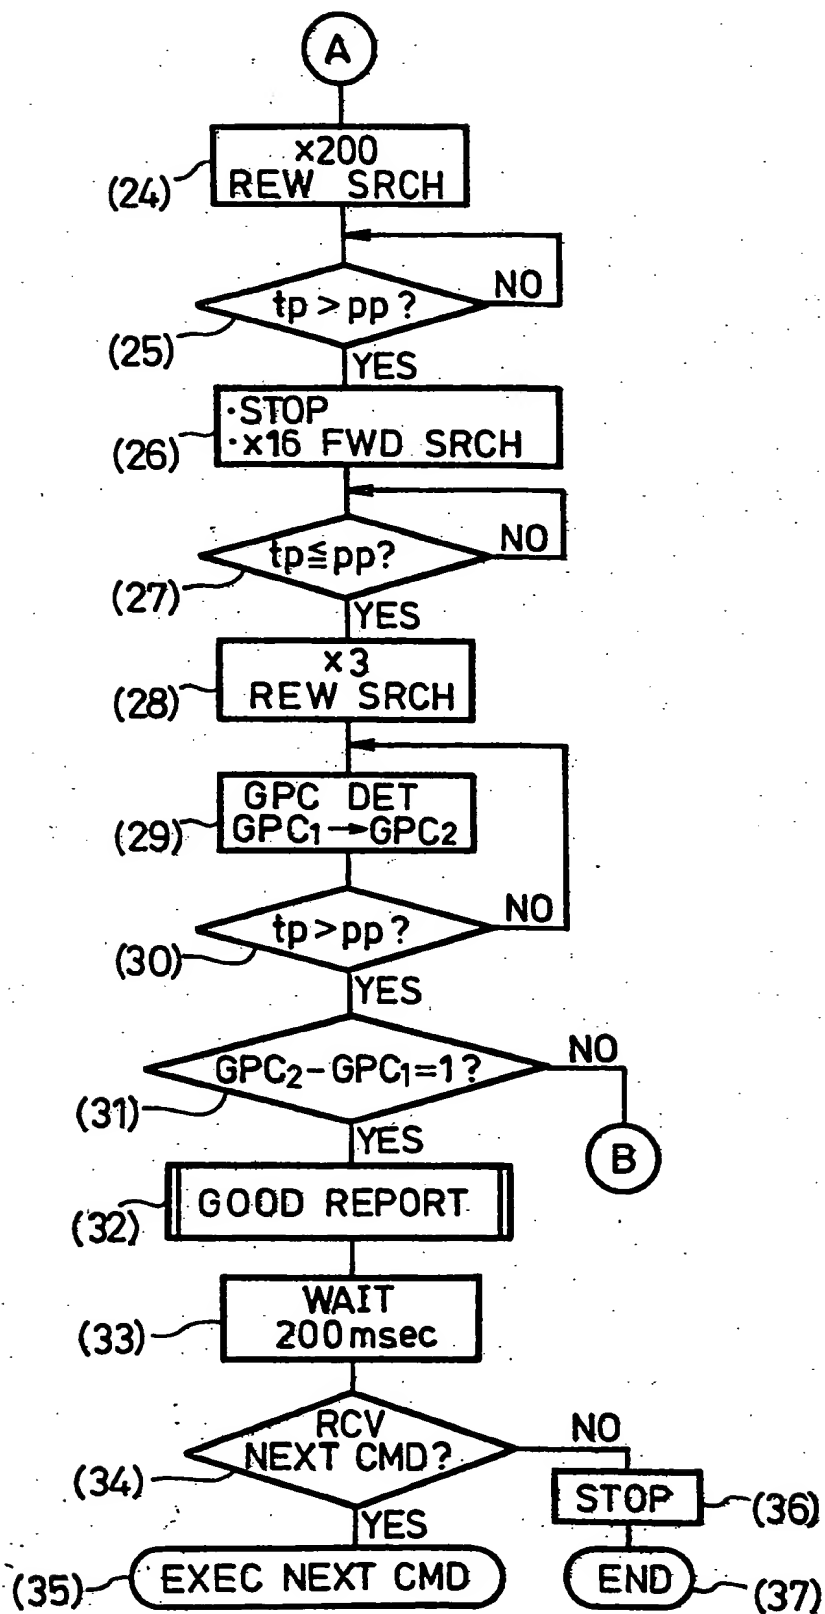 A
×200
REW SRCH
(24)
NO
tp > pp ?
(25)
YES
·STOP
·×16 FWD SRCH
(26)
NO
tp≦pp?
(27)
YES
×3
REW SRCH
(28)
GPC DET
GPC1→GPC2
(29)
NO
tp>pp?
(30)
YES
NO
GPC2-GPC1=1?
(31)
YES
B
GOOD REPORT
(32)
WAIT
200msec
(33)
RCV
NEXT CMD?
NO
(34)
STOP
(36)
YES
EXEC NEXT CMD
(35)
END
(37)